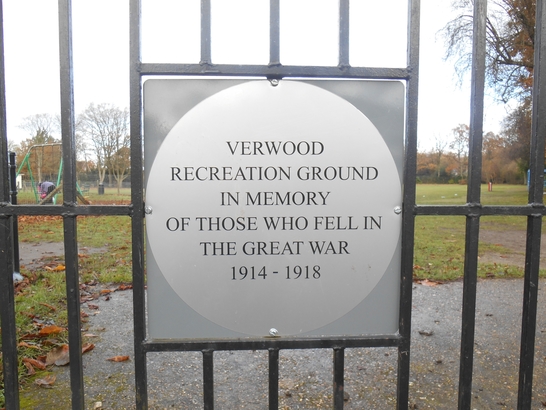 VERWOOD
RECREATION GROUND
IN MEMORY
OF THOSE WHO FELL IN
THE GREAT WAR
1914 - 1918